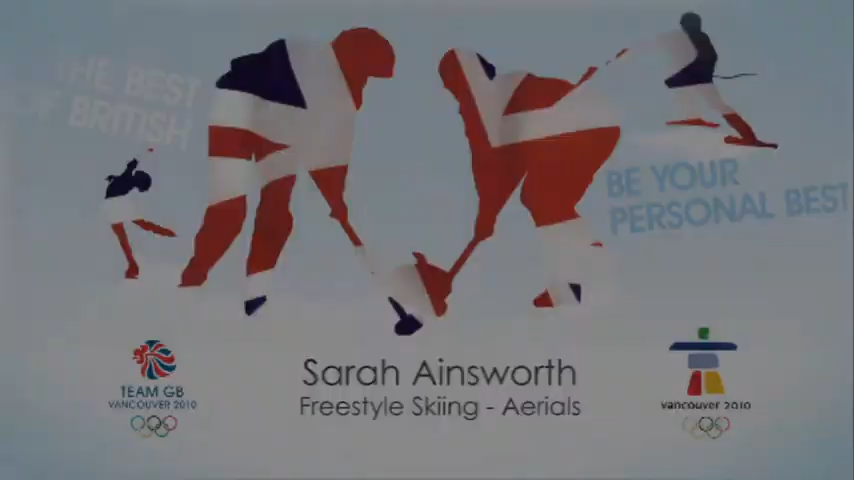 THE BEST
OF BRITISH
BE YOUR
PERSONAL BEST
Sarah Ainsworth
Freestyle Skiing - Aerials
TEAM GB
VANCOUVER 2010
vancouver 2010